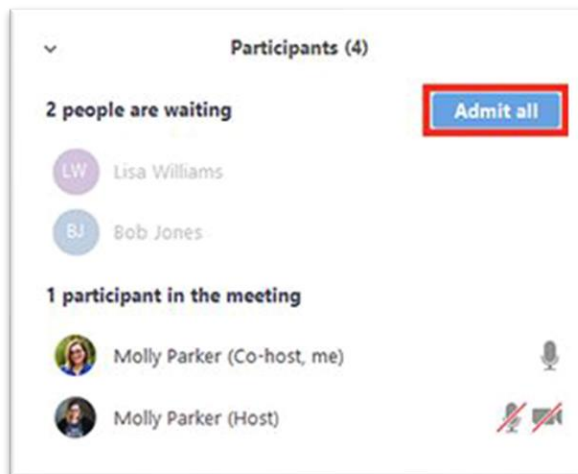 Participants (4)
2 people are waiting
Admit all
LW Lisa Williams
BJ Bob Jones
1 participant in the meeting
Molly Parker (Co-host, me)
Molly Parker (Host)